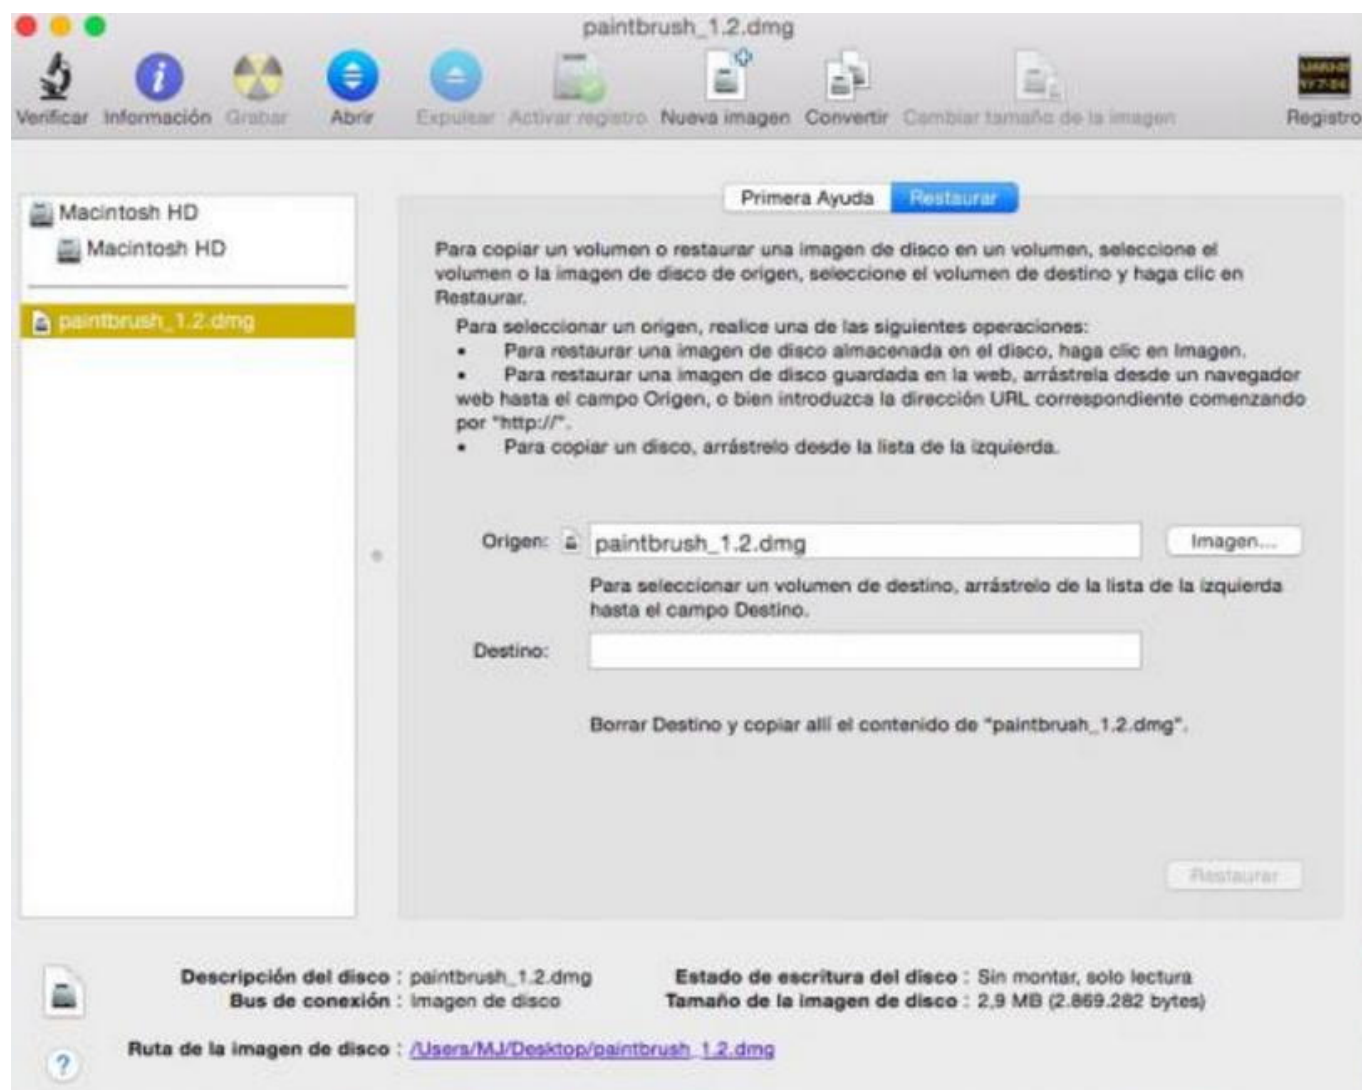 paintbrush_1.2.dmg
Verificar Información Grabar Abrir Expulsar Activar registro Nueva imagen Convertir Cambiar tamaño de la imagen Registro
Macintosh HD
Macintosh HD
paintbrush_1.2.dmg
Primera Ayuda Restaurar
Para copiar un volumen o restaurar una imagen de disco en un volumen, seleccione el
volumen o la imagen de disco de origen, seleccione el volumen de destino y haga clic en
Restaurar.
Para seleccionar un origen, realice una de las siguientes operaciones:
• Para restaurar una imagen de disco almacenada en el disco, haga clic en Imagen.
• Para restaurar una imagen de disco guardada en la web, arrástrela desde un navegador
web hasta el campo Origen, o bien introduzca la dirección URL correspondiente comenzando
por "http://".
• Para copiar un disco, arrástrelo desde la lista de la izquierda.
Origen: paintbrush_1.2.dmg Imagen...
Para seleccionar un volumen de destino, arrástrelo de la lista de la izquierda
hasta el campo Destino.
Destino:
Borrar Destino y copiar allí el contenido de "paintbrush_1.2.dmg".
Restaurar
Descripción del disco : paintbrush_1.2.dmg Estado de escritura del disco : Sin montar, solo lectura
Bus de conexión : Imagen de disco Tamaño de la imagen de disco : 2,9 MB (2.869.282 bytes)
Ruta de la imagen de disco : /Users/MJ/Desktop/paintbrush_1.2.dmg
?